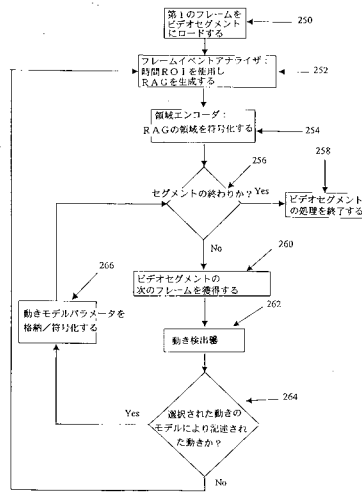 第1のフレームを
ビデオセグメント
にロードする
250
フレームイベントアナライザ:
時間ROIを使用し
RAGを生成する
252
領域エンコーダ:
RAGの領域を符号化する
254
256
258
セグメントの終わりか?
Yes
ビデオセグメント
の処理を終了する
No
260
ビデオセグメントの
次のフレームを獲得する
262
266
動きモデルパラメータを
格納/符号化する
動き検出器
264
Yes
選択された動きの
モデルにより記述され
た動きか?
No